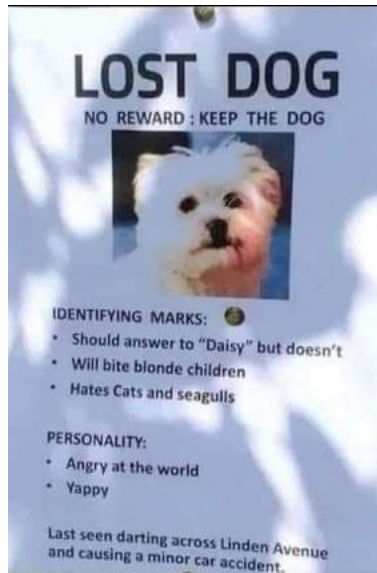 LOST DOG
NO REWARD : KEEP THE DOG
IDENTIFYING MARKS:
• Should answer to "Daisy" but doesn't
• Will bite blonde children
• Hates Cats and seagulls
PERSONALITY:
• Angry at the world
• Yappy
Last seen darting across Linden Avenue
and causing a minor car accident.